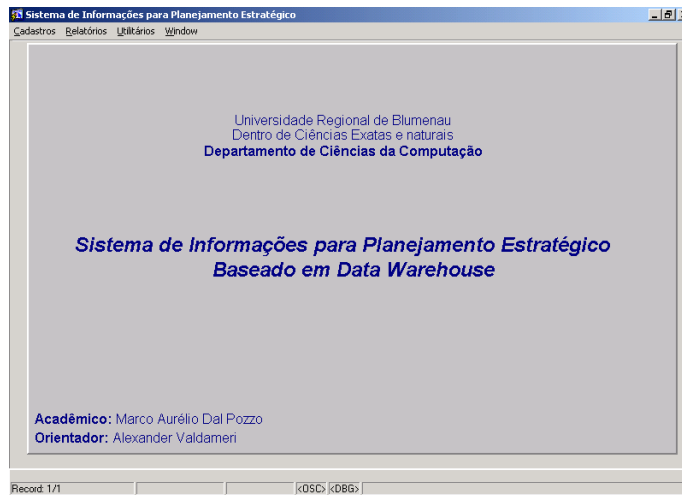 Sistema de Informações para Planejamento Estratégico
Cadastros Relatórios Utilitários Window
Universidade Regional de Blumenau
Dentro de Ciências Exatas e naturais
Departamento de Ciências da Computação
Sistema de Informações para Planejamento Estratégico
Baseado em Data Warehouse
Acadêmico: Marco Aurélio Dal Pozzo
Orientador: Alexander Valdameri
Record: 1/1 <OSC> <DBG>